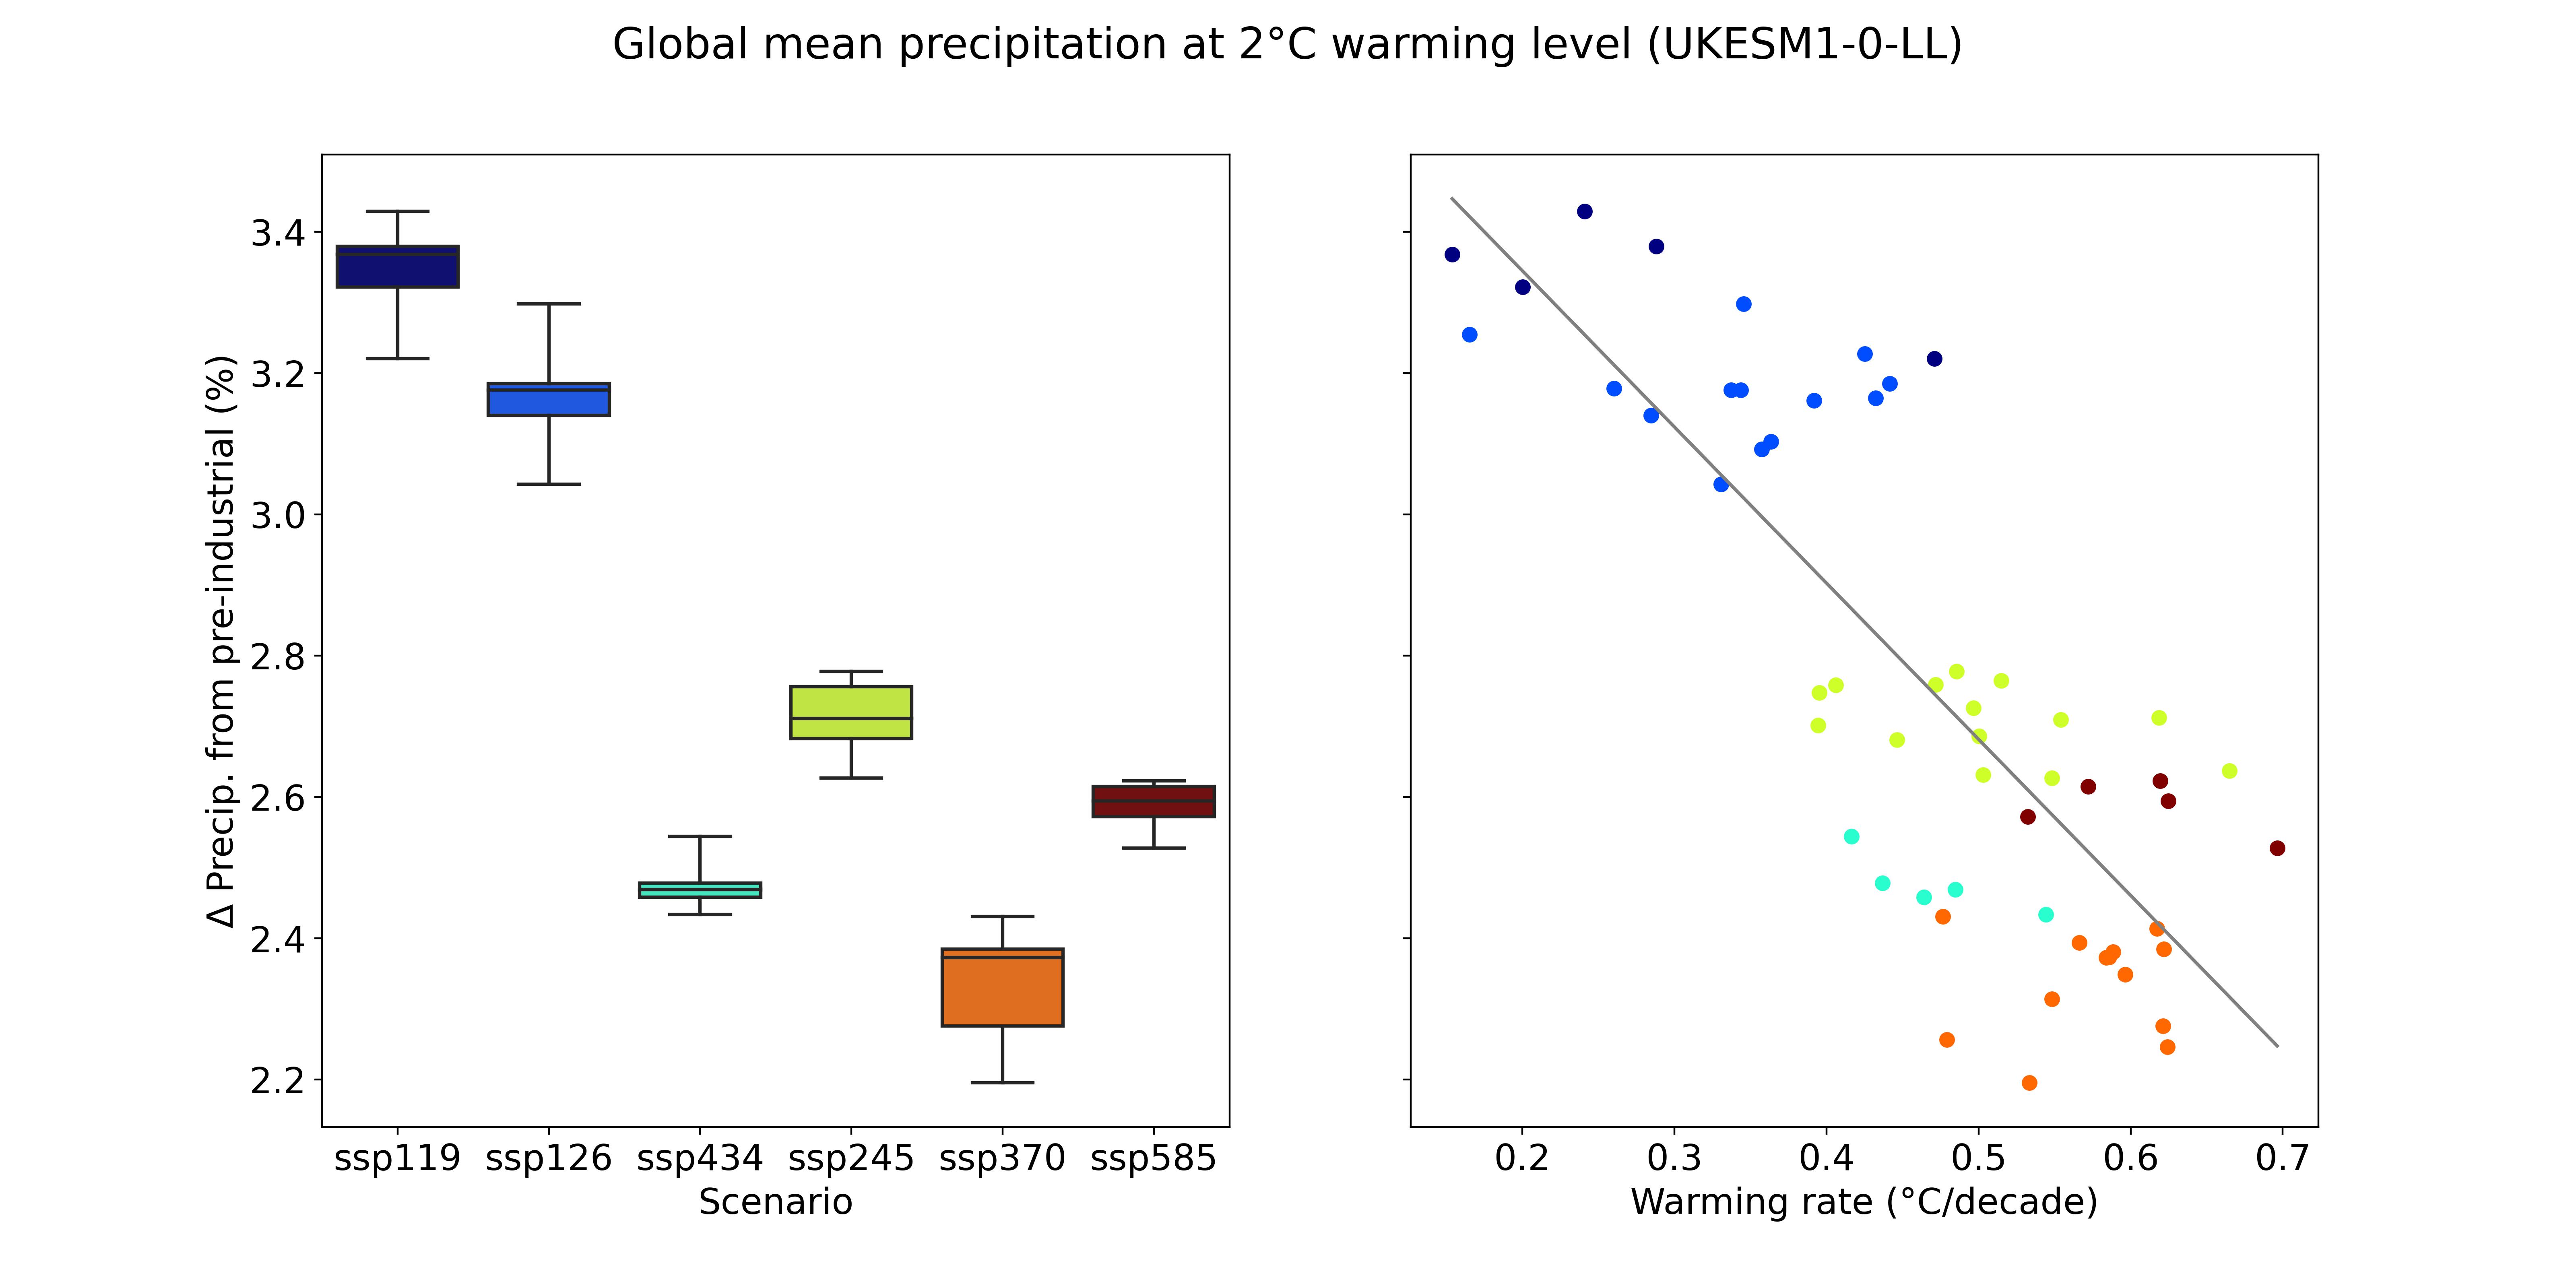 Global mean precipitation at 2°C warming level (UKESM1-0-LL)
Δ Precip. from pre-industrial (%)
3.4
3.2
3.0
2.8
2.6
2.4
2.2
ssp119 ssp126 ssp434 ssp245 ssp370 ssp585
Scenario
0.2 0.3 0.4 0.5 0.6 0.7
Warming rate (°C/decade)